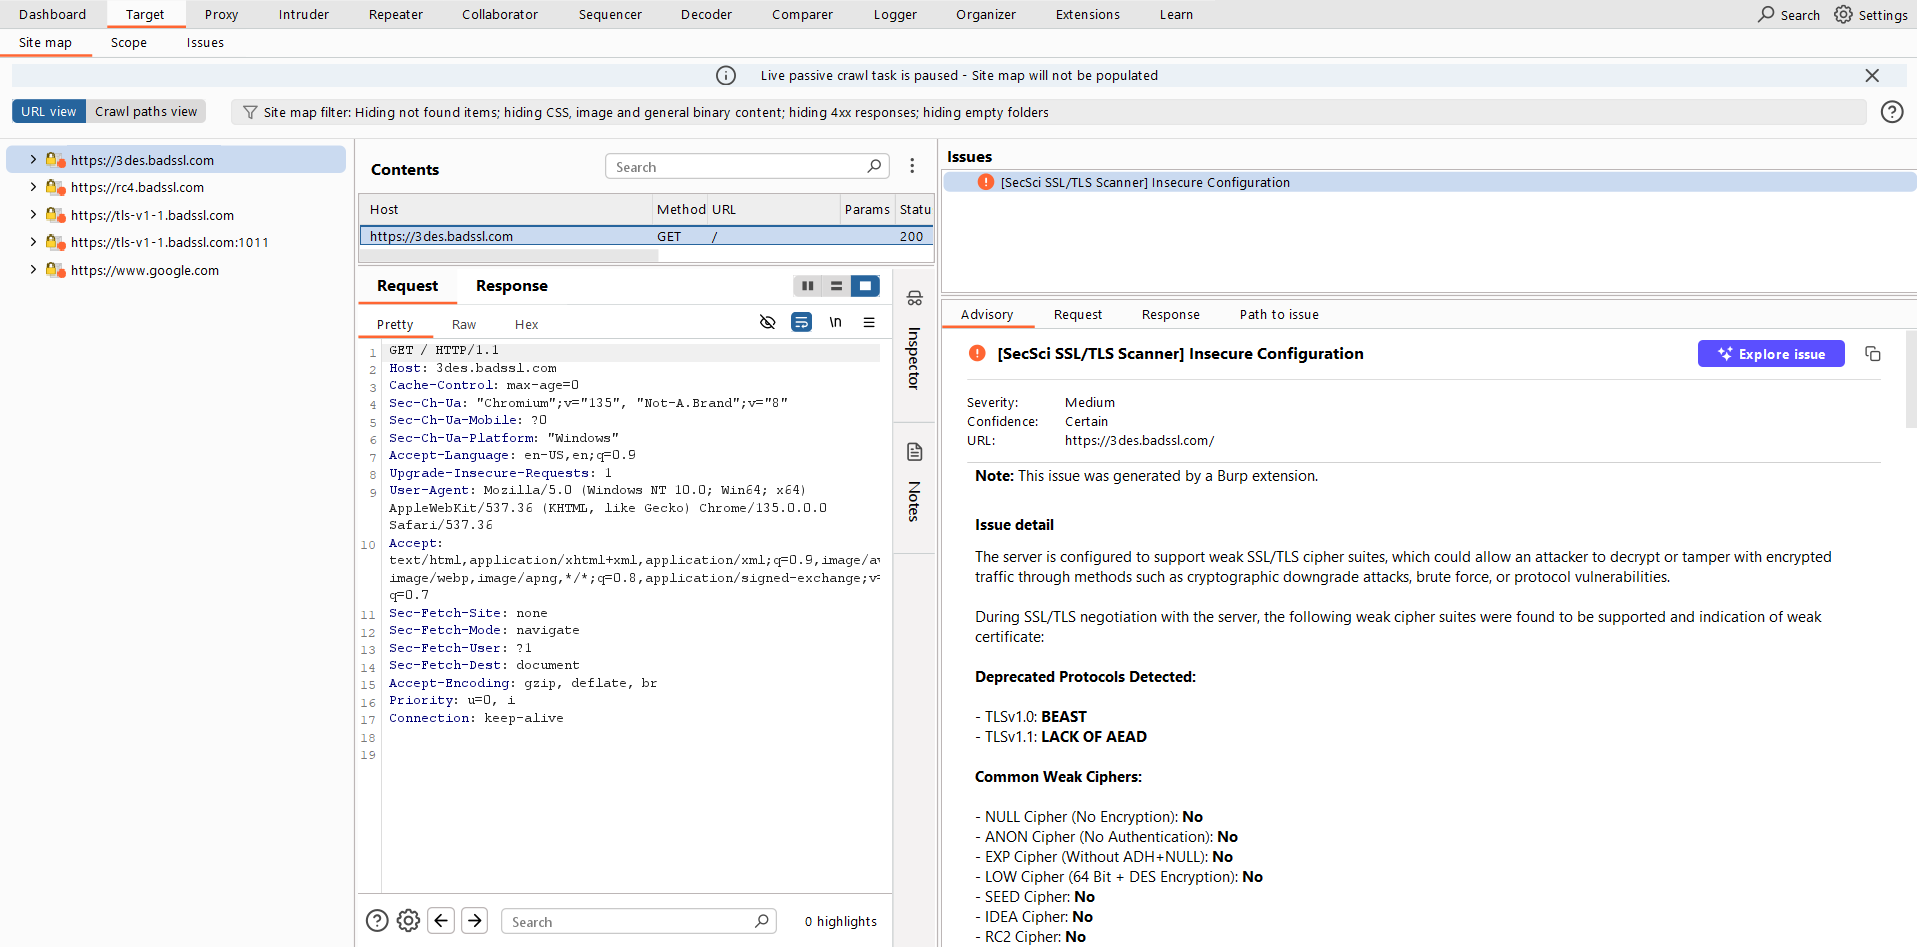 Dashboard Target Proxy Intruder Repeater Collaborator Sequencer Decoder Comparer Logger Organizer Extensions Learn Search Settings
Site map Scope Issues
Live passive crawl task is paused - Site map will not be populated
URL view Crawl paths view Site map filter: Hiding not found items; hiding CSS, image and general binary content; hiding 4xx responses; hiding empty folders
https://3des.badssl.com
https://rc4.badssl.com
https://tls-v1-1.badssl.com
https://tls-v1-1.badssl.com:1011
https://www.google.com
Contents Search
Host Method URL Params Statu
https://3des.badssl.com GET / 200
Request Response
Pretty Raw Hex \n
1 GET / HTTP/1.1
2 Host: 3des.badssl.com
3 Cache-Control: max-age=0
4 Sec-Ch-Ua: "Chromium";v="135", "Not-A.Brand";v="8"
5 Sec-Ch-Ua-Mobile: ?0
6 Sec-Ch-Ua-Platform: "Windows"
7 Accept-Language: en-US,en;q=0.9
8 Upgrade-Insecure-Requests: 1
9 User-Agent: Mozilla/5.0 (Windows NT 10.0; Win64; x64)
AppleWebKit/537.36 (KHTML, like Gecko) Chrome/135.0.0.0
Safari/537.36
10 Accept:
text/html,application/xhtml+xml,application/xml;q=0.9,image/av
image/webp,image/apng,*/*;q=0.8,application/signed-exchange;v=
q=0.7
11 Sec-Fetch-Site: none
12 Sec-Fetch-Mode: navigate
13 Sec-Fetch-User: ?1
14 Sec-Fetch-Dest: document
15 Accept-Encoding: gzip, deflate, br
16 Priority: u=0, i
17 Connection: keep-alive
18
19
Search 0 highlights
Inspector
Notes
Issues
[SecSci SSL/TLS Scanner] Insecure Configuration
Advisory Request Response Path to issue
[SecSci SSL/TLS Scanner] Insecure Configuration Explore issue
Severity: Medium
Confidence: Certain
URL: https://3des.badssl.com/
Note: This issue was generated by a Burp extension.
Issue detail
The server is configured to support weak SSL/TLS cipher suites, which could allow an attacker to decrypt or tamper with encrypted
traffic through methods such as cryptographic downgrade attacks, brute force, or protocol vulnerabilities.
During SSL/TLS negotiation with the server, the following weak cipher suites were found to be supported and indication of weak
certificate:
Deprecated Protocols Detected:
- TLSv1.0: BEAST
- TLSv1.1: LACK OF AEAD
Common Weak Ciphers:
- NULL Cipher (No Encryption): No
- ANON Cipher (No Authentication): No
- EXP Cipher (Without ADH+NULL): No
- LOW Cipher (64 Bit + DES Encryption): No
- SEED Cipher: No
- IDEA Cipher: No
- RC2 Cipher: No